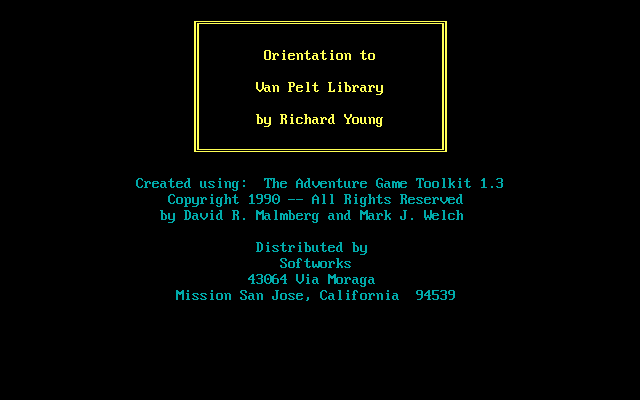 Orientation to
Van Pelt Library
by Richard Young
Created using:  The Adventure Game Toolkit 1.3
Copyright 1990 -- All Rights Reserved
by David R. Malmberg and Mark J. Welch
Distributed by
Softworks
43064 Via Moraga
Mission San Jose, California  94539